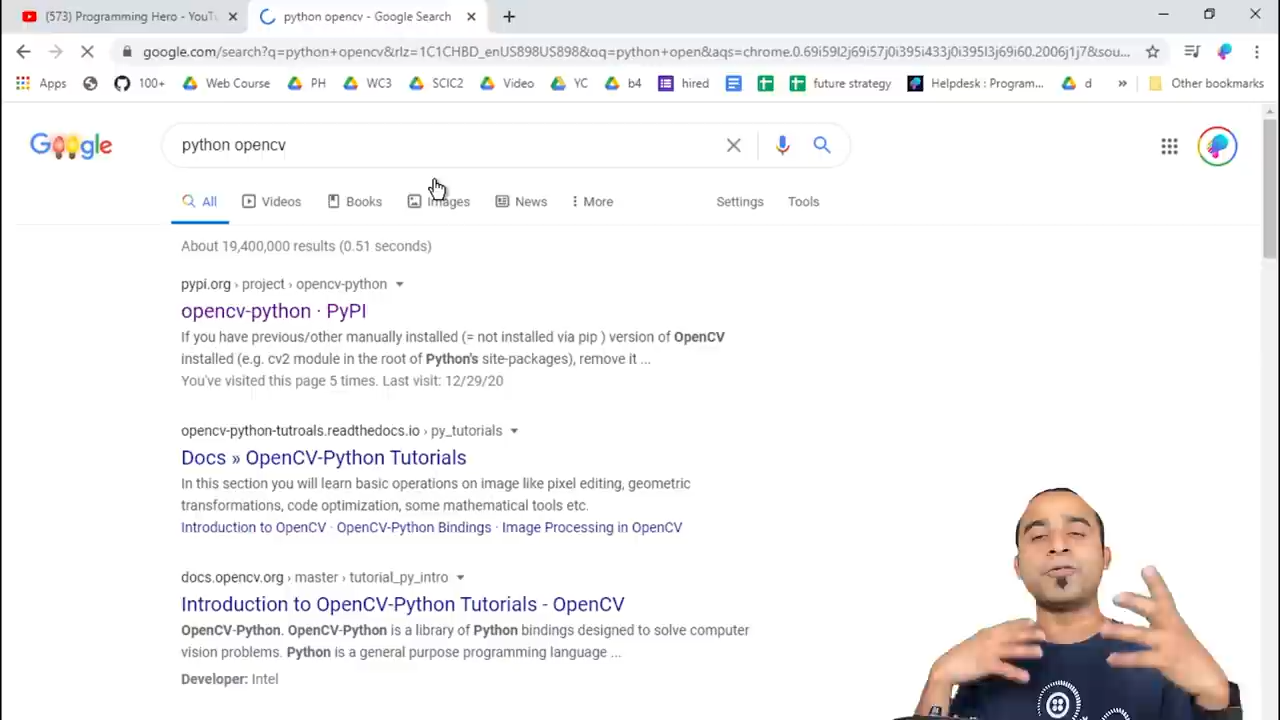 (573) Programming Hero - YouTu
python opencv - Google Search
google.com/search?q=python+opencv&rlz=1C1CHBD_enUS898US898&oq=python+open&aqs=chrome.0.69i59l2j69i57j0i395i433j0i395l3j69i60.2006j1j7&sou...
Apps
100+
Web Course
PH
WC3
SCIC2
Video
YC
b4
hired
future strategy
Helpdesk : Program...
d
»
Other bookmarks
Google
python opencv
All
Videos
Books
Images
News
More
Settings
Tools
About 19,400,000 results (0.51 seconds)
pypi.org › project › opencv-python
opencv-python · PyPI
If you have previous/other manually installed (= not installed via pip ) version of OpenCV
installed (e.g. cv2 module in the root of Python's site-packages), remove it ...
You've visited this page 5 times. Last visit: 12/29/20
opencv-python-tutroals.readthedocs.io › py_tutorials
Docs » OpenCV-Python Tutorials
In this section you will learn basic operations on image like pixel editing, geometric
transformations, code optimization, some mathematical tools etc.
Introduction to OpenCV · OpenCV-Python Bindings · Image Processing in OpenCV
docs.opencv.org › master › tutorial_py_intro
Introduction to OpenCV-Python Tutorials - OpenCV
OpenCV-Python. OpenCV-Python is a library of Python bindings designed to solve computer
vision problems. Python is a general purpose programming language ...
Developer: Intel